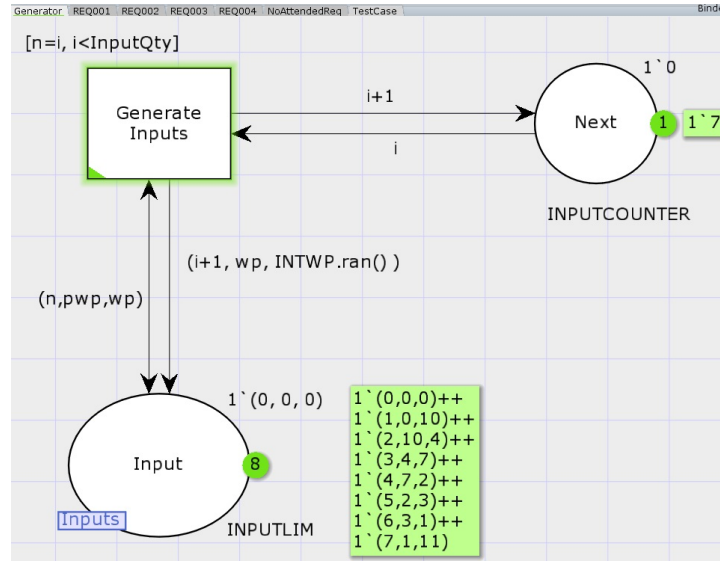 Generator REQ001 REQ002 REQ003 REQ004 NoAttendedReq TestCase
[n=i, i<InputQty]
1`0
Generate
Inputs
i+1
i
Next
1
1`7
INPUTCOUNTER
(i+1, wp, INTWP.ran() )
(n,pwp,wp)
1`(0, 0, 0)
Input
8
Inputs
INPUTLIM
1`(0,0,0)++
1`(1,0,10)++
1`(2,10,4)++
1`(3,4,7)++
1`(4,7,2)++
1`(5,2,3)++
1`(6,3,1)++
1`(7,1,11)